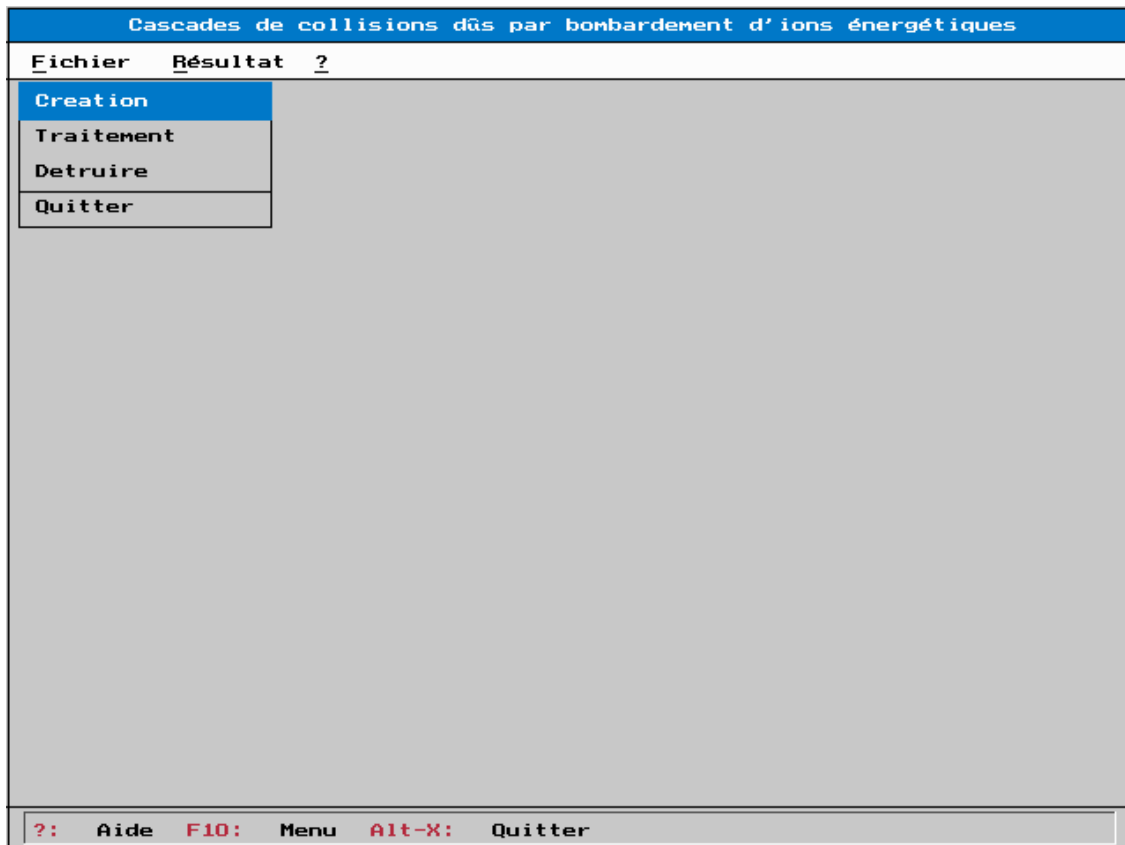 Cascades de collisions dûs par bombardement d'ions énergétiques
Fichier Résultat ?
Creation
Traitement
Detruire
Quitter
?: Aide F10: Menu Alt-X: Quitter